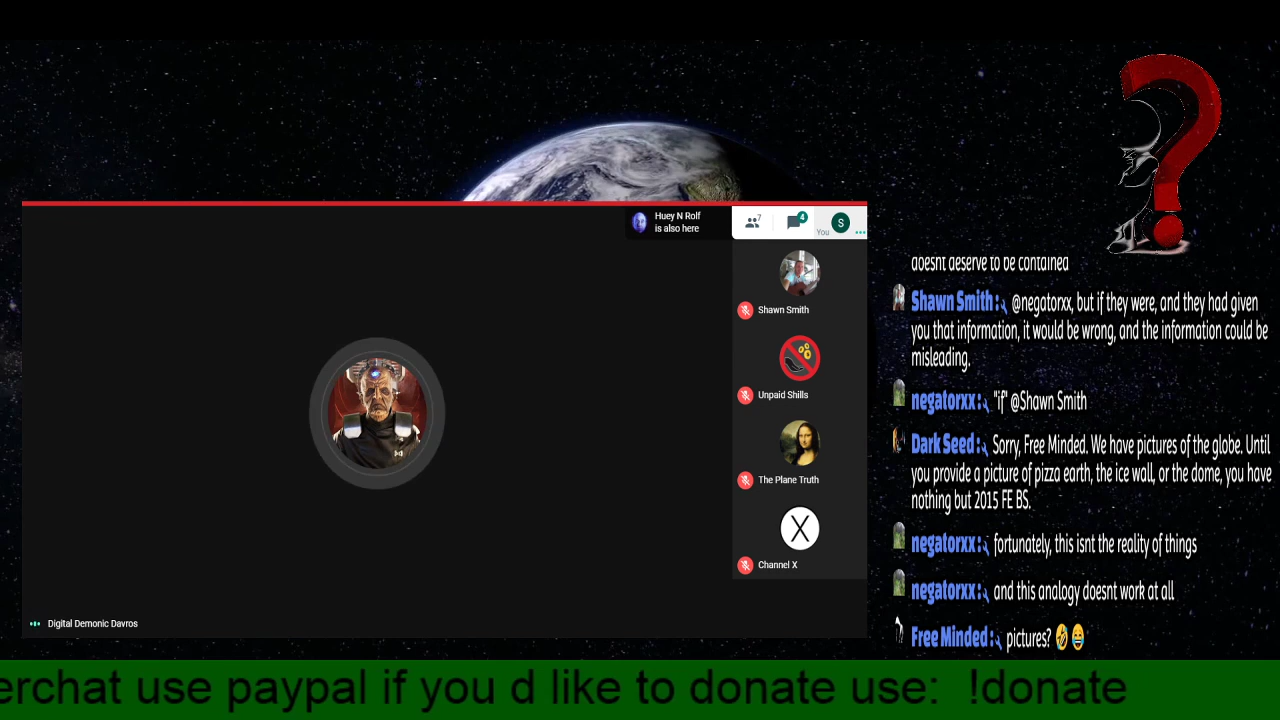 Huey N Rolf
is also here
7
4
You
S
Shawn Smith
Unpaid Shills
The Plane Truth
X
Channel X
Digital Demonic Davros
?
doesnt deserve to be contained
Shawn Smith: @negatorxx, but if they were, and they had given
you that information, it would be wrong, and the information could be
misleading.
negatorxx: "if" @Shawn Smith
Dark Seed: Sorry, Free Minded. We have pictures of the globe. Until
you provide a picture of pizza earth, the ice wall, or the dome, you have
nothing but 2015 FE BS.
negatorxx: fortunately, this isnt the reality of things
negatorxx: and this analogy doesnt work at all
Free Minded: pictures? 🤣😂
erchat use paypal if you d like to donate use: !donate